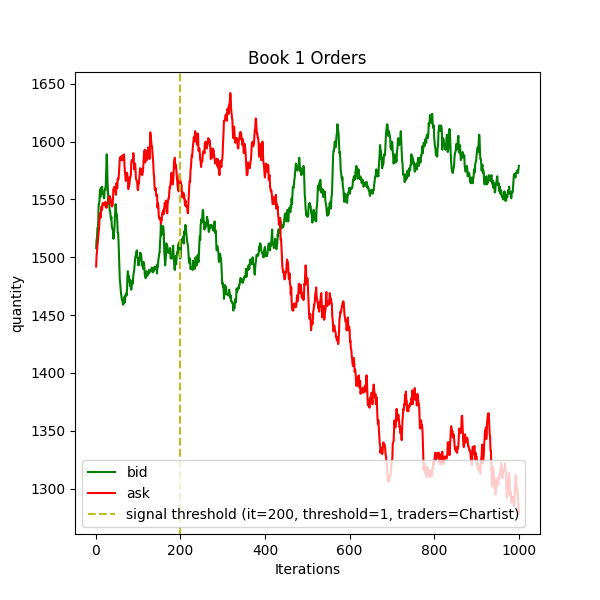 Book 1 Orders
1650
1600
1550
1500
1450
1400
1350
1300
quantity
bid
ask
signal threshold (it=200, threshold=1, traders=Chartist)
0 200 400 600 800 1000
Iterations